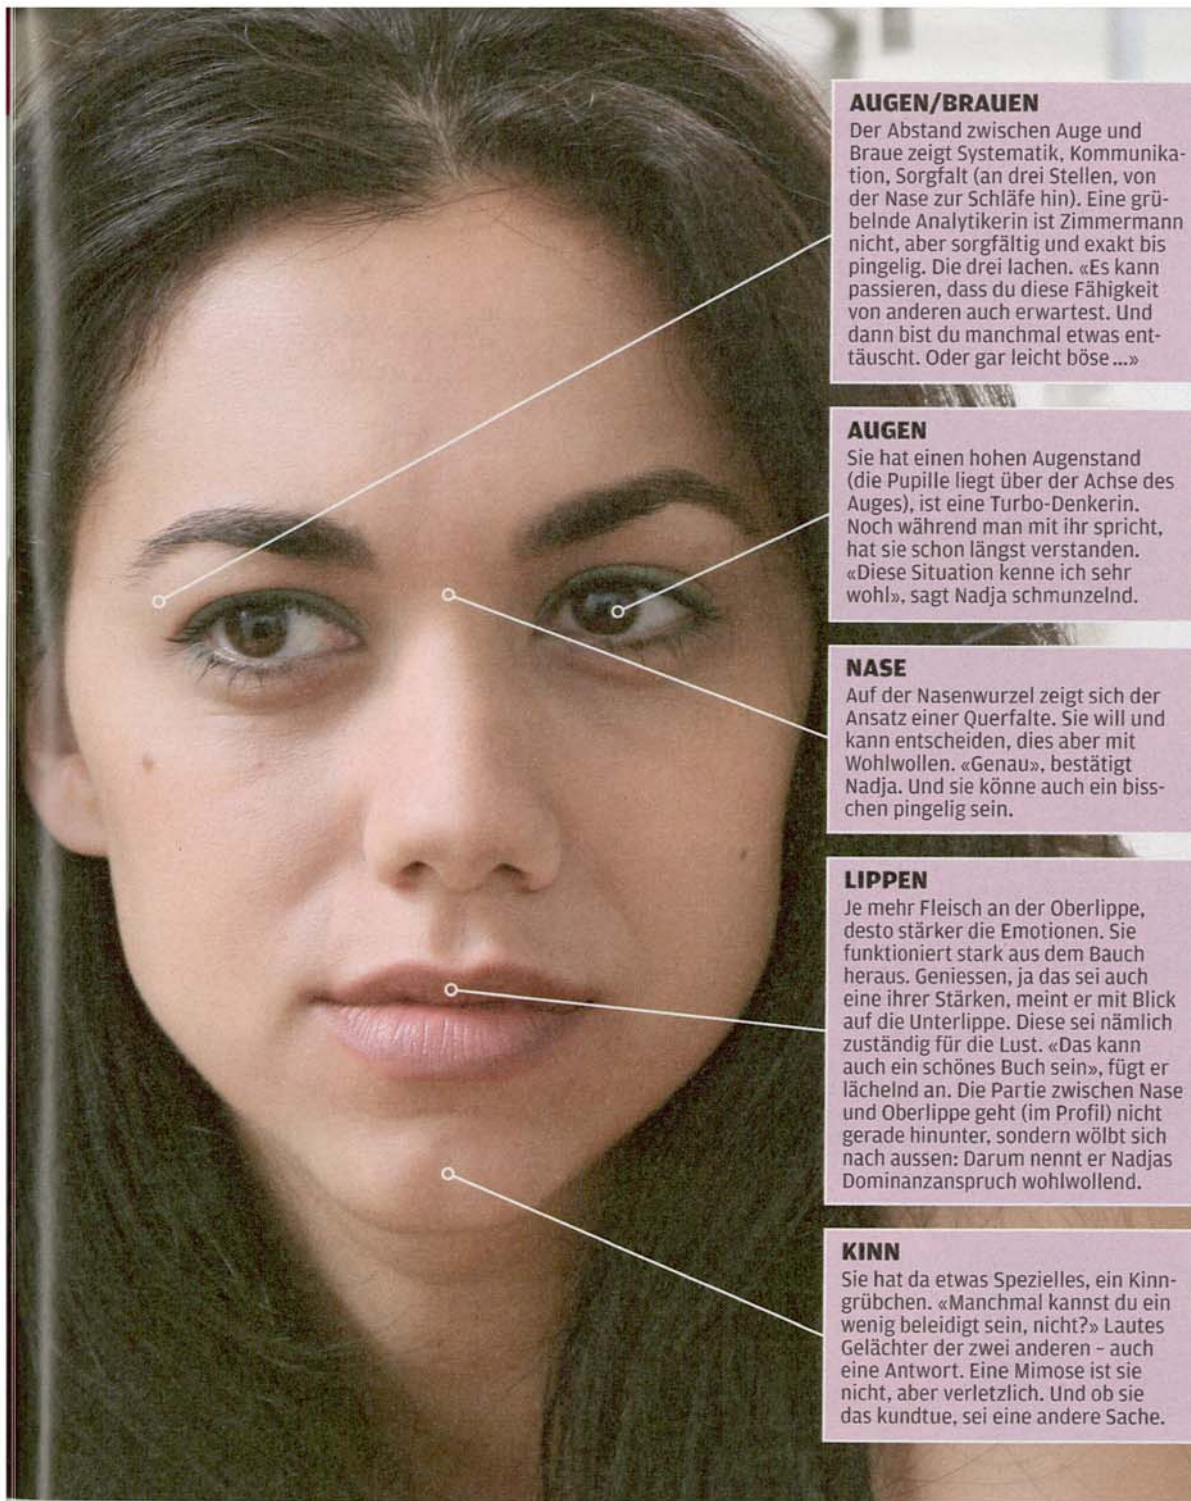 AUGEN/BRAUEN
Der Abstand zwischen Auge und
Braue zeigt Systematik, Kommunika-
tion, Sorgfalt (an drei Stellen, von
der Nase zur Schläfe hin). Eine grü-
belnde Analytikerin ist Zimmermann
nicht, aber sorgfältig und exakt bis
pingelig. Die drei lachen. «Es kann
passieren, dass du diese Fähigkeit
von anderen auch erwartest. Und
dann bist du manchmal etwas ent-
täuscht. Oder gar leicht böse ...»
AUGEN
Sie hat einen hohen Augenstand
(die Pupille liegt über der Achse des
Auges), ist eine Turbo-Denkerin.
Noch während man mit ihr spricht,
hat sie schon längst verstanden.
«Diese Situation kenne ich sehr
wohl», sagt Nadja schmunzelnd.
NASE
Auf der Nasenwurzel zeigt sich der
Ansatz einer Querfalte. Sie will und
kann entscheiden, dies aber mit
Wohlwollen. «Genau», bestätigt
Nadja. Und sie könne auch ein biss-
chen pingelig sein.
LIPPEN
Je mehr Fleisch an der Oberlippe,
desto stärker die Emotionen. Sie
funktioniert stark aus dem Bauch
heraus. Geniessen, ja das sei auch
eine ihrer Stärken, meint er mit Blick
auf die Unterlippe. Diese sei nämlich
zuständig für die Lust. «Das kann
auch ein schönes Buch sein», fügt er
lächelnd an. Die Partie zwischen Nase
und Oberlippe geht (im Profil) nicht
gerade hinunter, sondern wölbt sich
nach aussen: Darum nennt er Nadjas
Dominanzanspruch wohlwollend.
KINN
Sie hat da etwas Spezielles, ein Kinn-
grübchen. «Manchmal kannst du ein
wenig beleidigt sein, nicht?» Lautes
Gelächter der zwei anderen – auch
eine Antwort. Eine Mimose ist sie
nicht, aber verletzlich. Und ob sie
das kundtue, sei eine andere Sache.